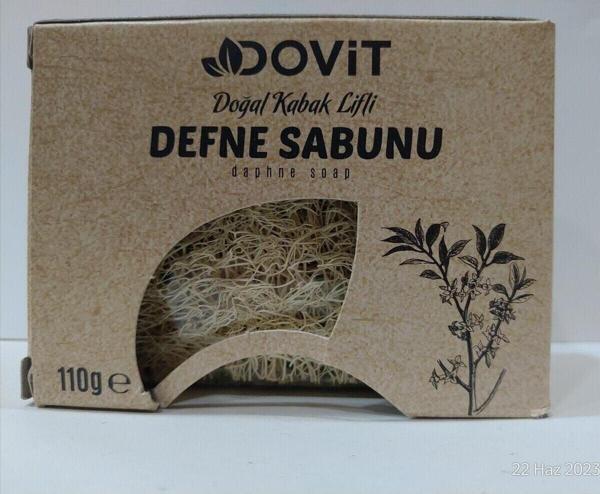 DOViT
Doğal Kabak Lifli
DEFNE SABUNU
daphne soap
110g ℮
22 Haz 2023